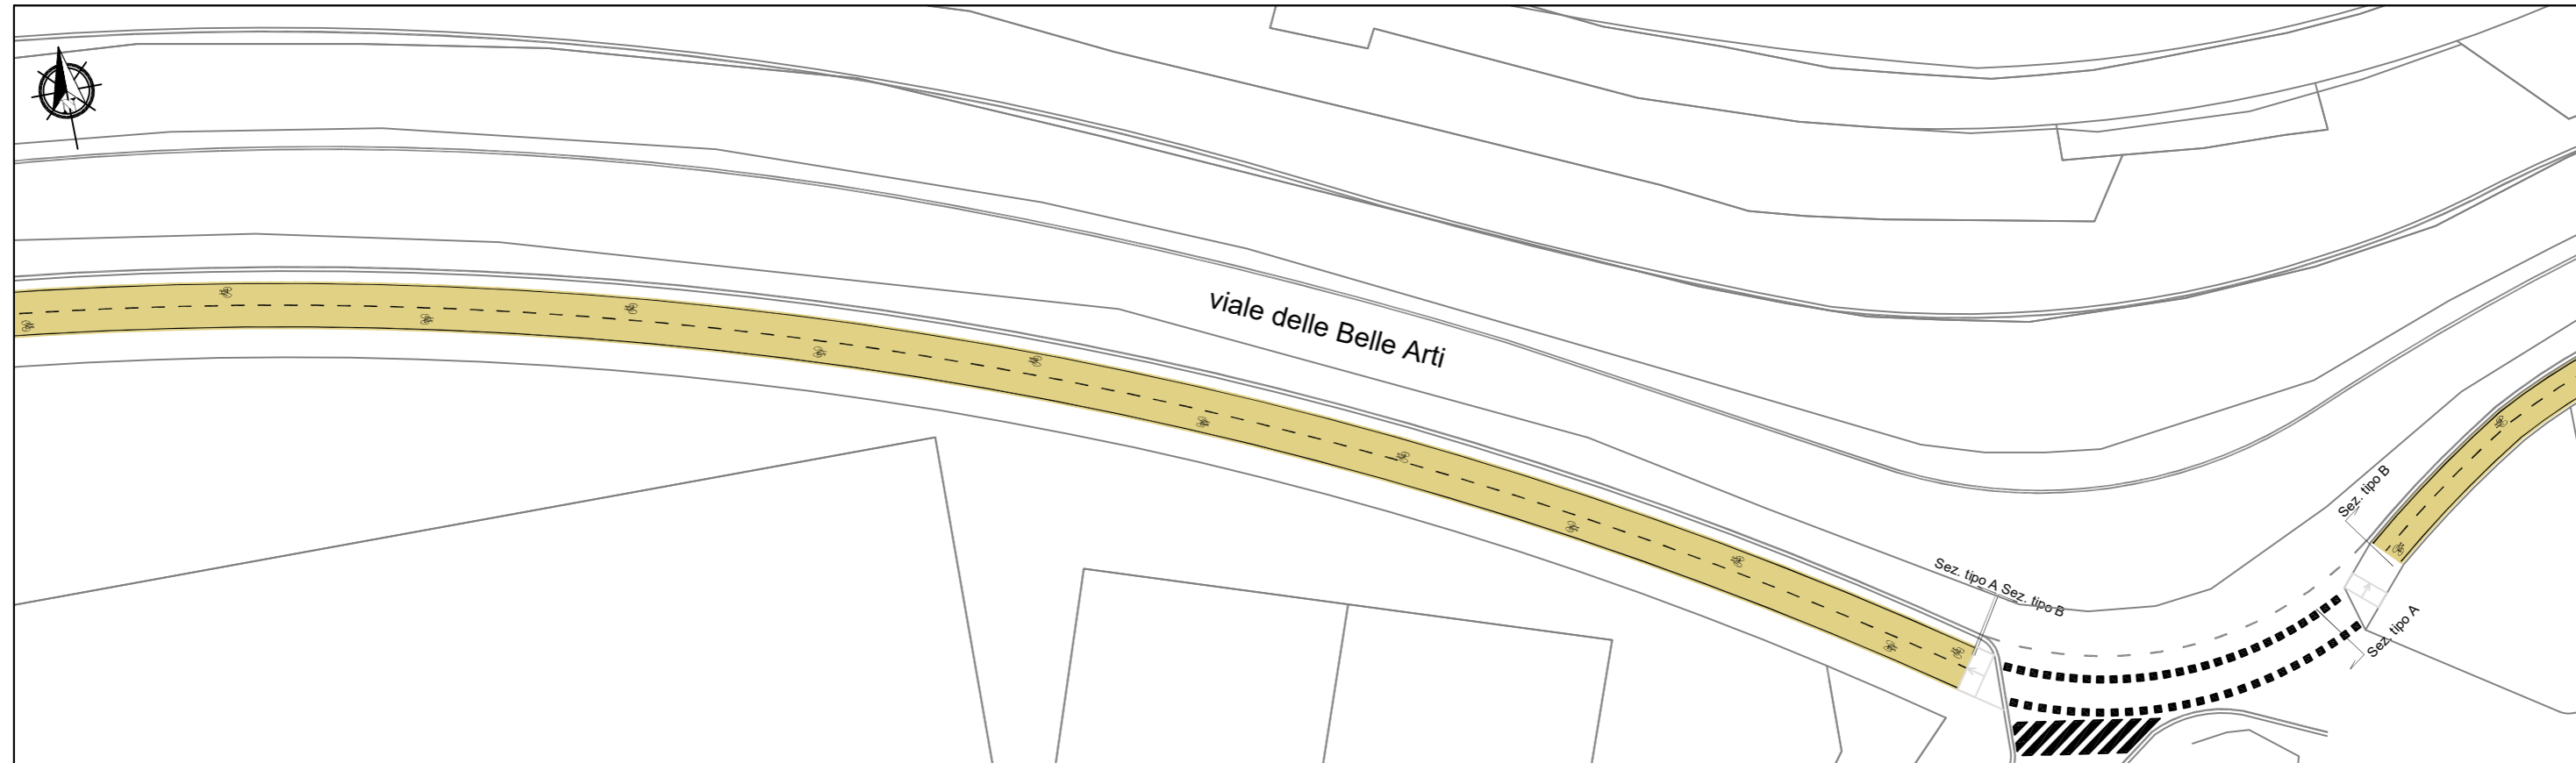 viale delle Belle Arti
Sez. tipo B
Sez. tipo A Sez. tipo B
Sez. tipo A